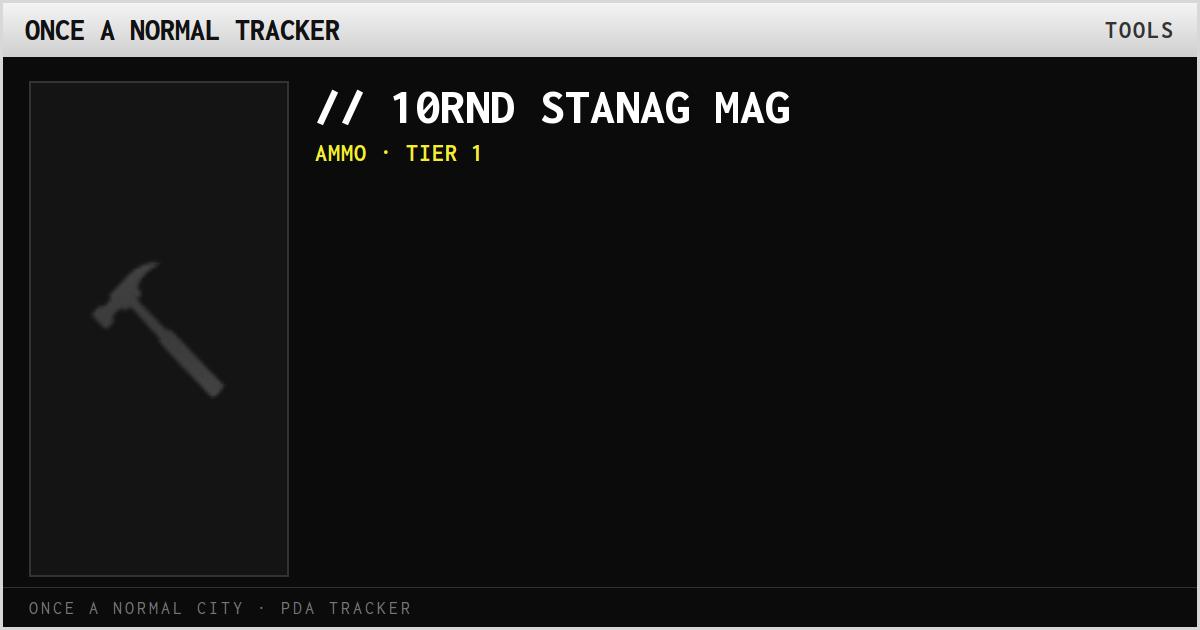 ONCE A NORMAL TRACKER
TOOLS
// 10RND STANAG MAG
AMMO · TIER 1
ONCE A NORMAL CITY · PDA TRACKER